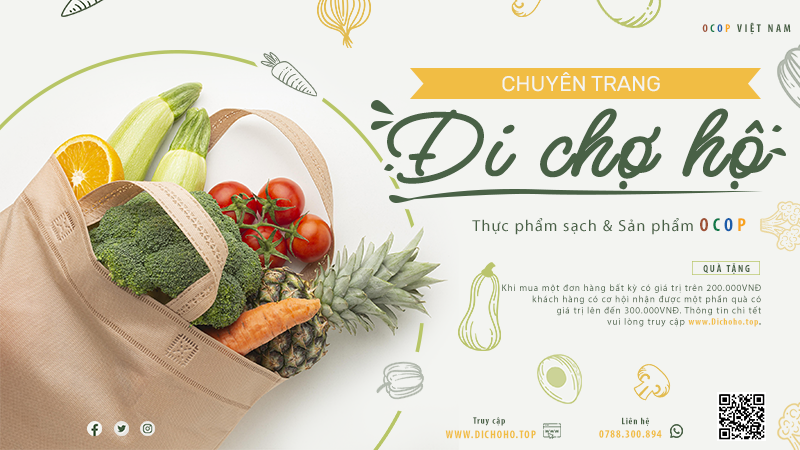 OCOP VIỆT NAM
CHUYÊN TRANG
Đi chợ hộ
Thực phẩm sạch & Sản phẩm OCOP
QUÀ TẶNG
Khi mua một đơn hàng bất kỳ có giá trị trên 200.000VNĐ
khách hàng có cơ hội nhận được một phần quà có
giá trị lên đến 300.000VNĐ. Thông tin chi tết
vui lòng truy cập www.Dichoho.top.
Truy cập
WWW.DICHOHO.TOP
WWW
Liên hệ
0788.300.894